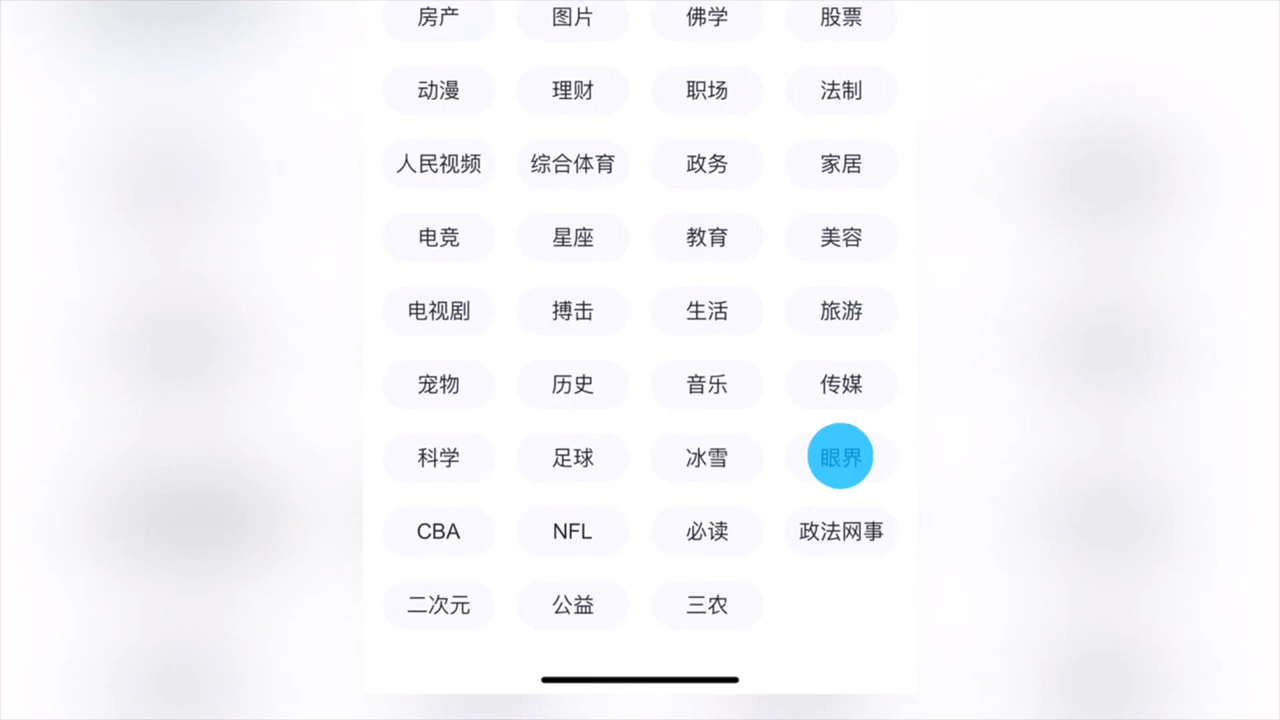 房产 图片 佛学 股票
动漫 理财 职场 法制
人民视频 综合体育 政务 家居
电竞 星座 教育 美容
电视剧 搏击 生活 旅游
宠物 历史 音乐 传媒
科学 足球 冰雪 眼界
CBA NFL 必读 政法网事
二次元 公益 三农